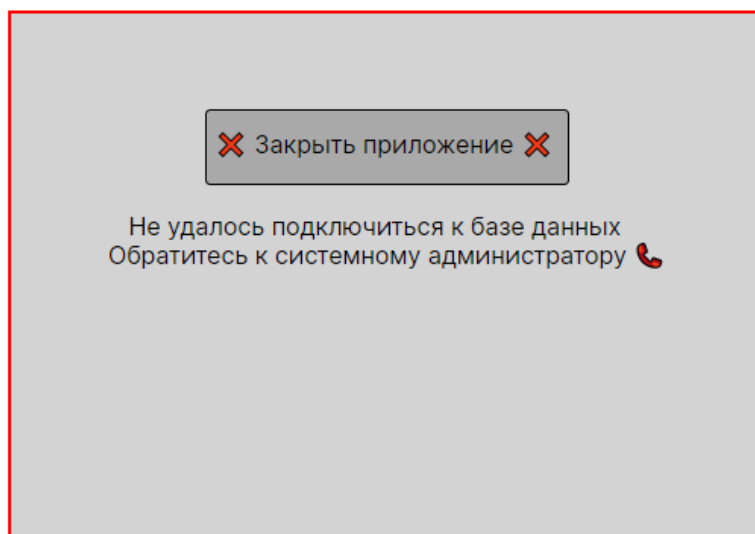 ❌ Закрыть приложение ❌
Не удалось подключиться к базе данных
Обратитесь к системному администратору 📞